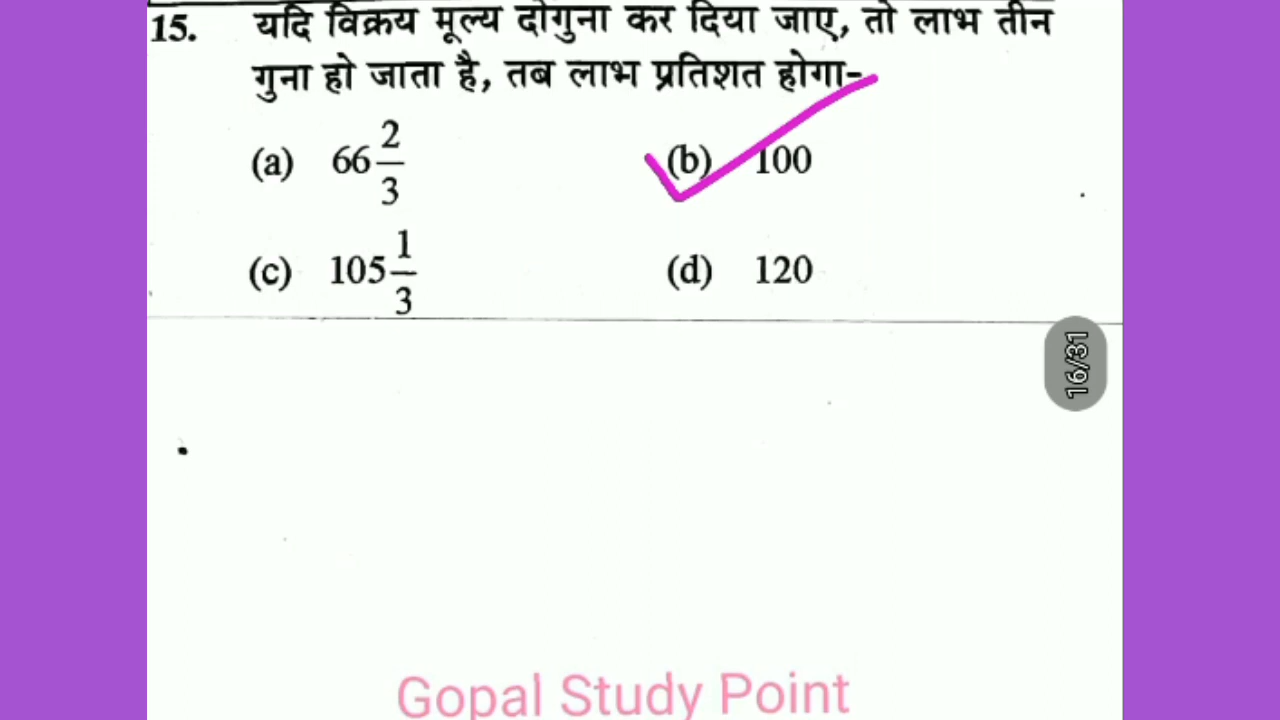 15. यदि विक्रय मूल्य दोगुना कर दिया जाए, तो लाभ तीन
गुना हो जाता है, तब लाभ प्रतिशत होगा-
(a) 66 2/3 (b) 100
(c) 105 1/3 (d) 120
16/31
Gopal Study Point